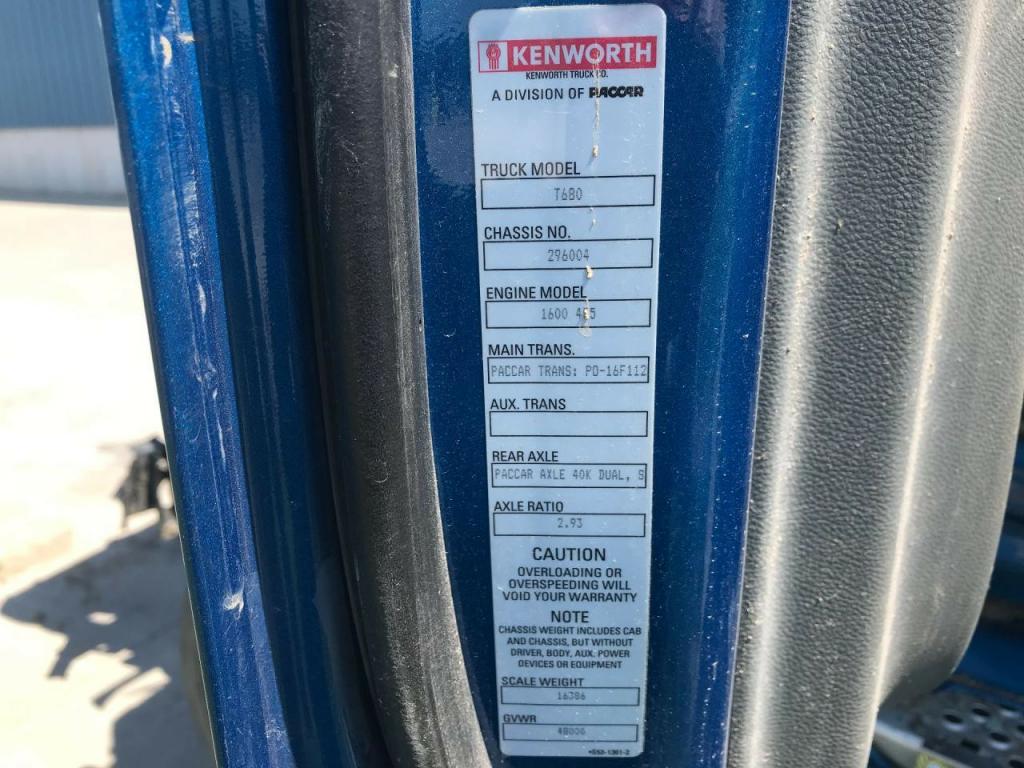 KENWORTH
KENWORTH TRUCK CO.
A DIVISION OF PACCAR
TRUCK MODEL
T680
CHASSIS NO.
296004
ENGINE MODEL
1600
MAIN TRANS.
PACCAR TRANS: PO-16F112
AUX. TRANS
REAR AXLE
PACCAR AXLE 40K DUAL, S
AXLE RATIO
2.93
CAUTION
OVERLOADING OR
OVERSPEEDING WILL
VOID YOUR WARRANTY
NOTE
CHASSIS WEIGHT INCLUDES CAB
AND CHASSIS, BUT WITHOUT
DRIVER, BODY, AUX. POWER
DEVICES OR EQUIPMENT
SCALE WEIGHT
16386
GVWR